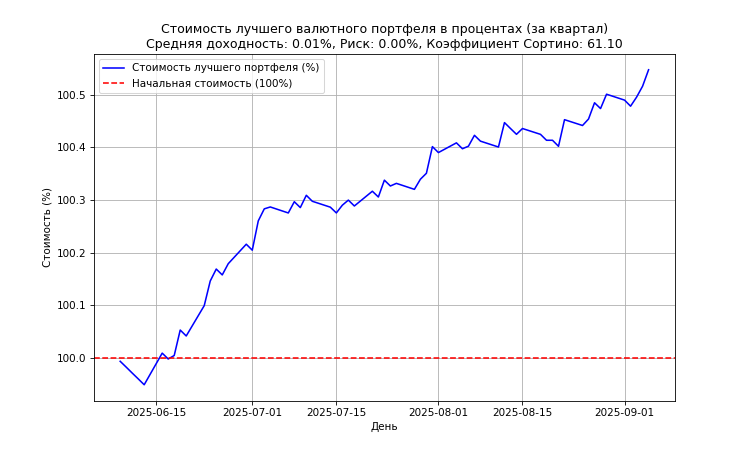 Стоимость лучшего валютного портфеля в процентах (за квартал)
Средняя доходность: 0.01%, Риск: 0.00%, Коэффициент Сортино: 61.10
Стоимость лучшего портфеля (%)
Начальная стоимость (100%)
Стоимость (%)
100.5
100.4
100.3
100.2
100.1
100.0
2025-06-15
2025-07-01
2025-07-15
2025-08-01
2025-08-15
2025-09-01
День